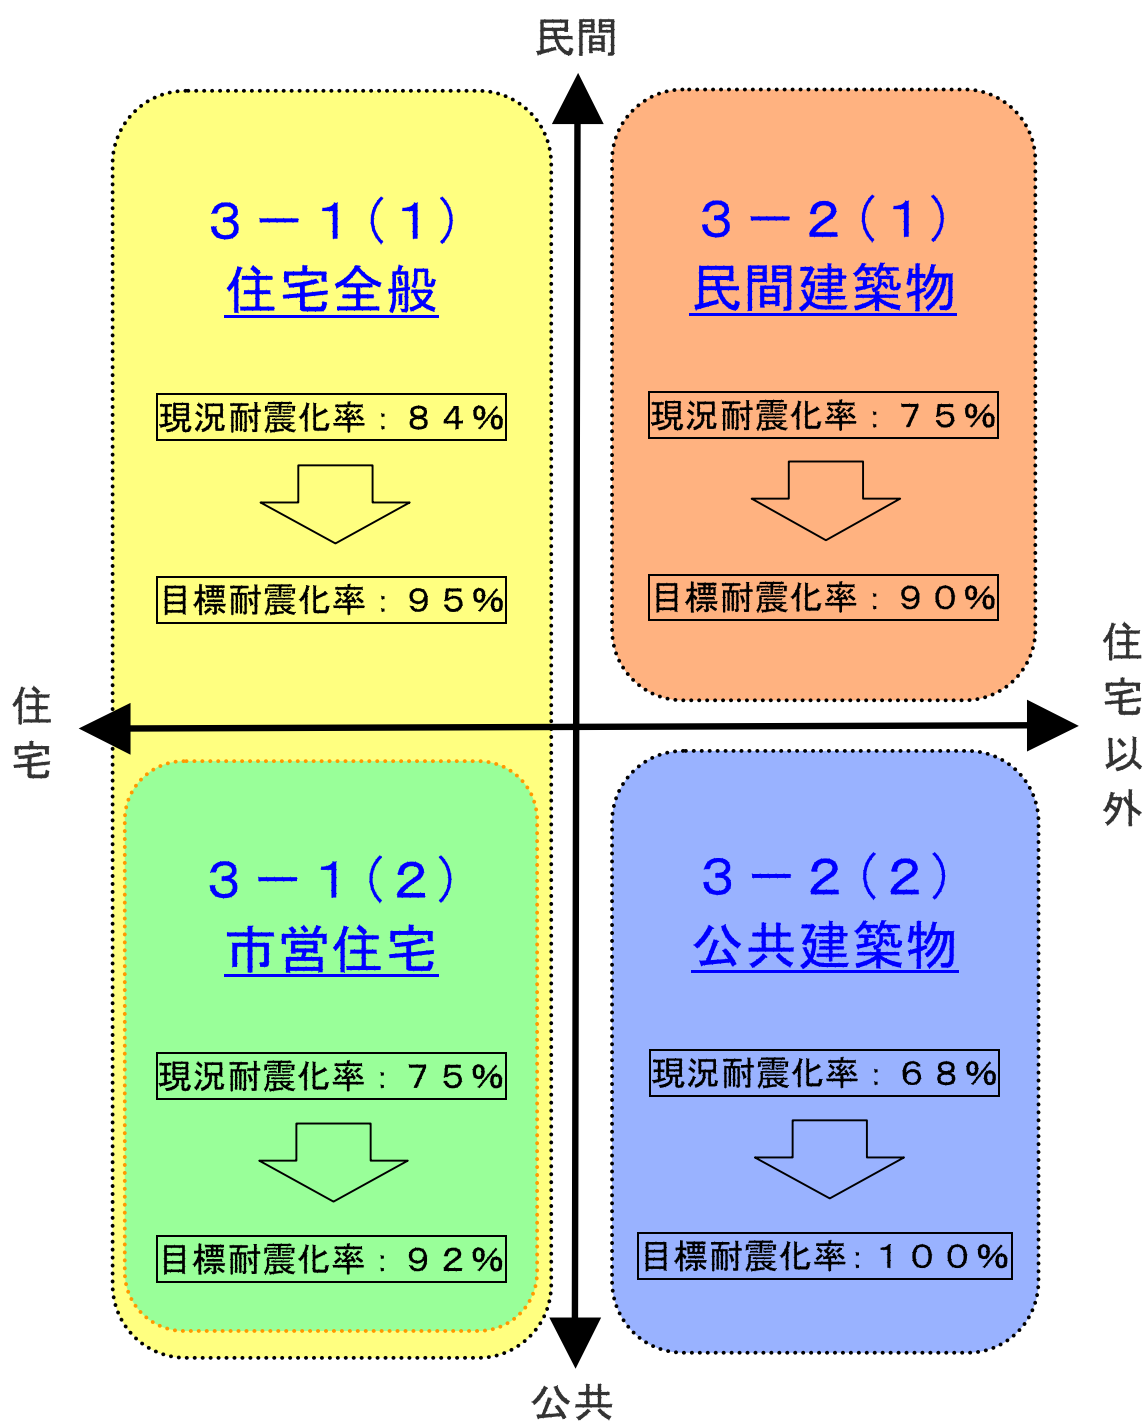 民間
３－１（１）
住宅全般
現況耐震化率：８４％
目標耐震化率：９５％
３－２（１）
民間建築物
現況耐震化率：７５％
目標耐震化率：９０％
住宅
住宅以外
３－１（２）
市営住宅
現況耐震化率：７５％
目標耐震化率：９２％
３－２（２）
公共建築物
現況耐震化率：６８％
目標耐震化率：１００％
公共